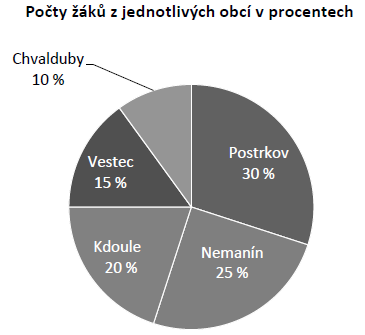 Počty žáků z jednotlivých obcí v procentech
Chvalduby
10 %
Postrkov
30 %
Vestec
15 %
Kdoule
20 %
Nemanín
25 %